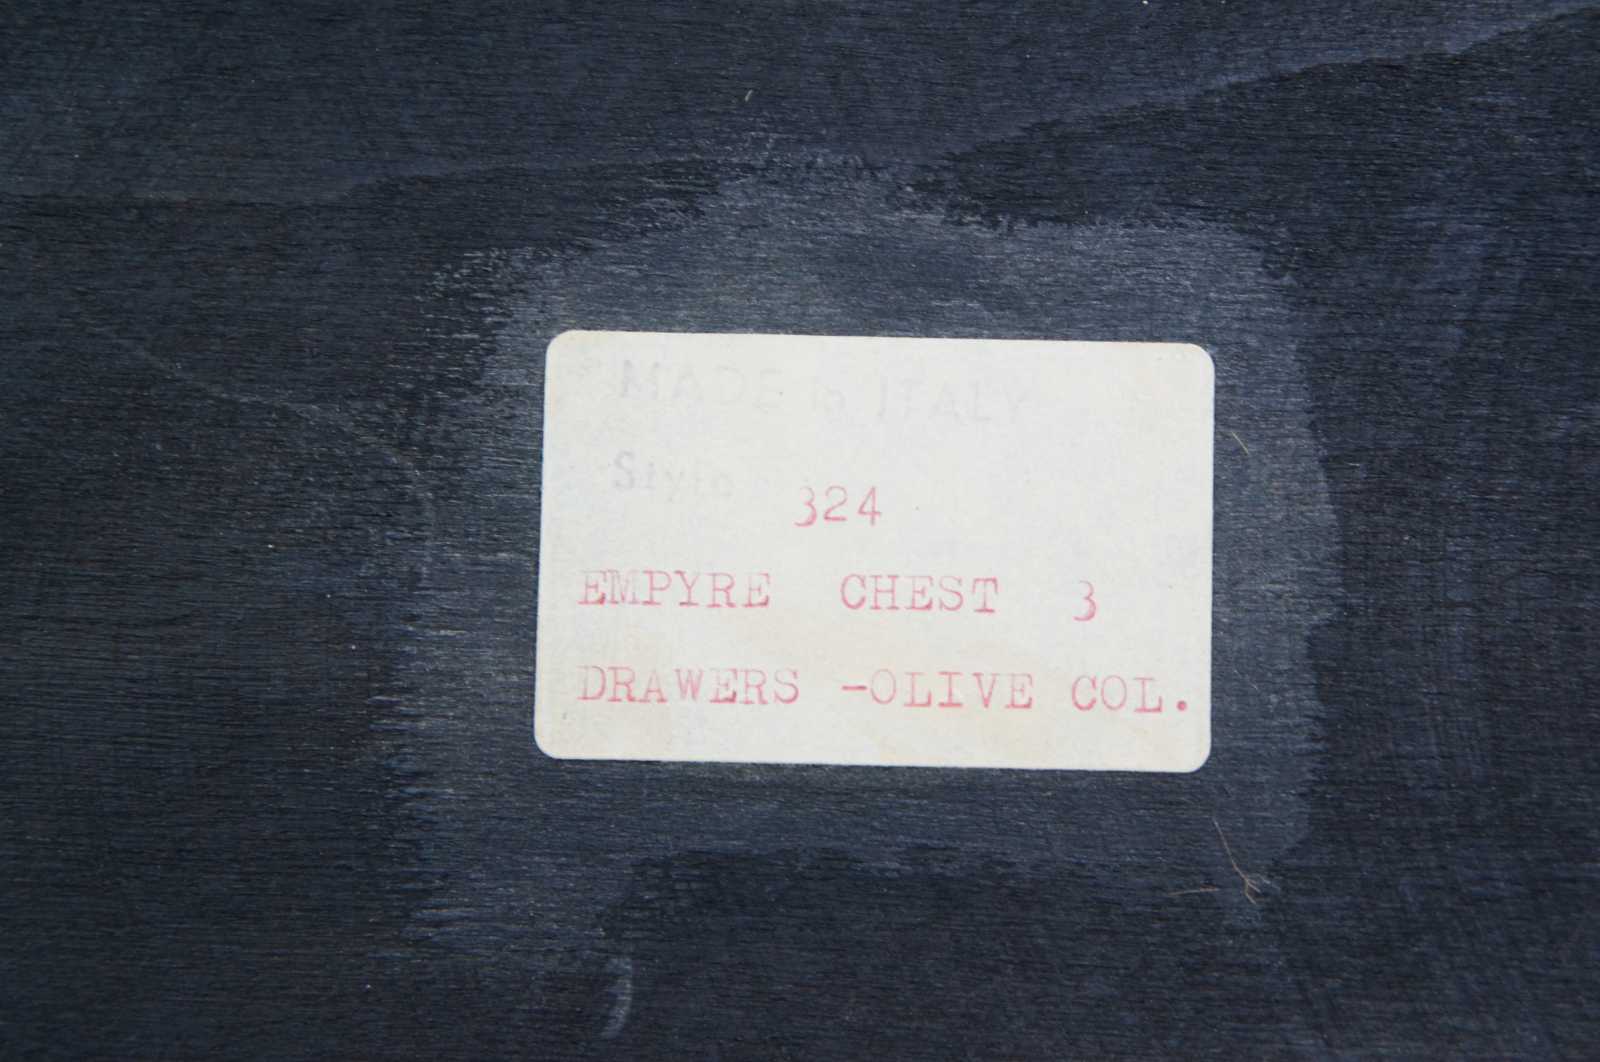 MADE in ITALY
Style
324
EMPYRE CHEST 3
DRAWERS -OLIVE COL.